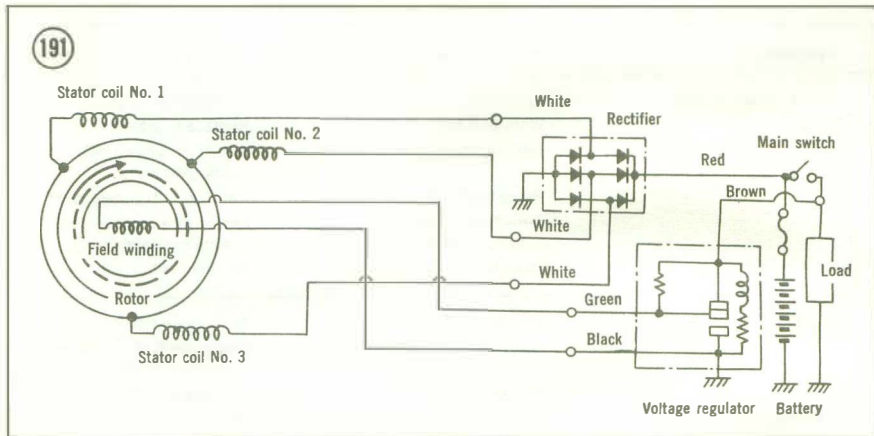 191
Stator coil No. 1
White
Rectifier
Stator coil No. 2
Main switch
Red
Brown
White
Field winding
White
Load
Rotor
Green
Black
Stator coil No. 3
Voltage regulator
Battery